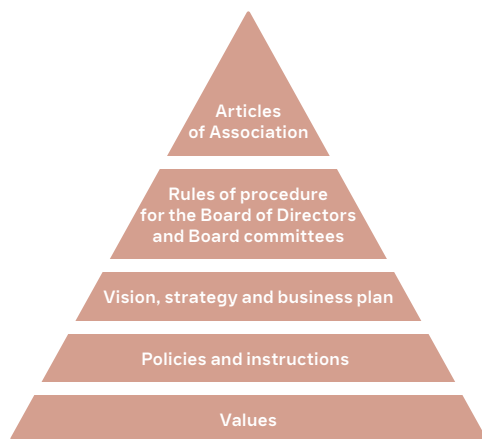 Articles
of Association
Rules of procedure
for the Board of Directors
and Board committees
Vision, strategy and business plan
Policies and instructions
Values